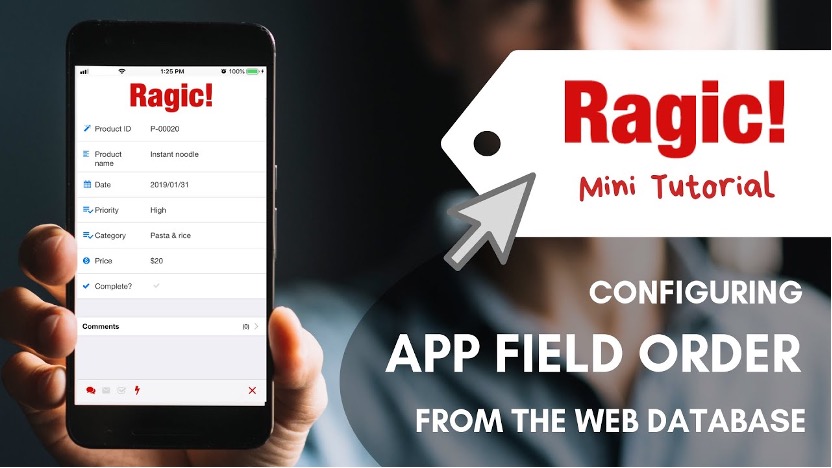 1:25 PM 100%
Ragic!
Product ID P-00020
Product name Instant noodle
Date 2019/01/31
Priority High
Category Pasta & rice
Price $20
Complete?
Comments (0)
Ragic!
Mini Tutorial
CONFIGURING
APP FIELD ORDER
FROM THE WEB DATABASE